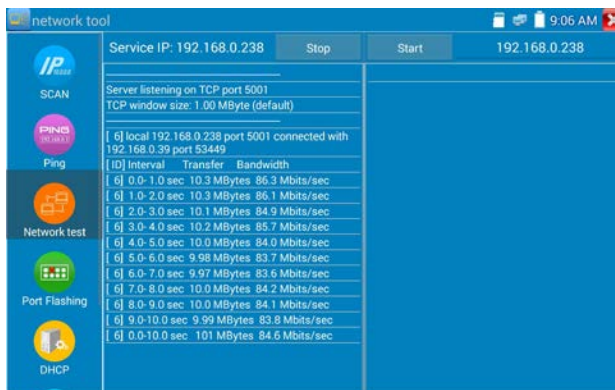 network tool
9:06 AM
Service IP: 192.168.0.238
Stop
Start
192.168.0.238
IP
SCAN
PING
Ping
Network test
Port Flashing
DHCP
Server listening on TCP port 5001
TCP window size: 1.00 MByte (default)
[ 6] local 192.168.0.238 port 5001 connected with
192.168.0.39 port 53449
[ ID] Interval Transfer Bandwidth
[ 6] 0.0- 1.0 sec 10.3 MBytes 86.3 Mbits/sec
[ 6] 1.0- 2.0 sec 10.3 MBytes 86.1 Mbits/sec
[ 6] 2.0- 3.0 sec 10.1 MBytes 84.9 Mbits/sec
[ 6] 3.0- 4.0 sec 10.2 MBytes 85.7 Mbits/sec
[ 6] 4.0- 5.0 sec 10.0 MBytes 84.0 Mbits/sec
[ 6] 5.0- 6.0 sec 9.98 MBytes 83.7 Mbits/sec
[ 6] 6.0- 7.0 sec 9.97 MBytes 83.6 Mbits/sec
[ 6] 7.0- 8.0 sec 10.0 MBytes 84.2 Mbits/sec
[ 6] 8.0- 9.0 sec 10.0 MBytes 84.1 Mbits/sec
[ 6] 9.0-10.0 sec 9.99 MBytes 83.8 Mbits/sec
[ 6] 0.0-10.0 sec 101 MBytes 84.6 Mbits/sec